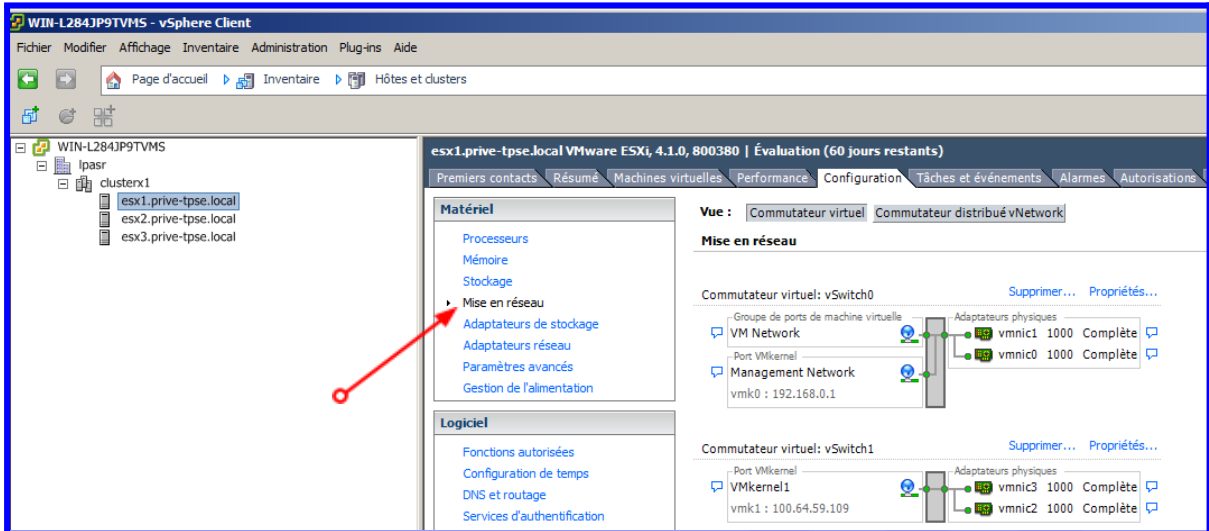 WIN-L284JP9TVMS - vSphere Client
Fichier Modifier Affichage Inventaire Administration Plug-ins Aide
Page d'accueil Inventaire Hôtes et clusters
WIN-L284JP9TVMS
lpasr
clusterx1
esx1.prive-tpse.local
esx2.prive-tpse.local
esx3.prive-tpse.local
esx1.prive-tpse.local VMware ESXi, 4.1.0, 800380 | Évaluation (60 jours restants)
Premiers contacts Résumé Machines virtuelles Performance Configuration Tâches et événements Alarmes Autorisations
Matériel
Processeurs
Mémoire
Stockage
Mise en réseau
Adaptateurs de stockage
Adaptateurs réseau
Paramètres avancés
Gestion de l'alimentation
Logiciel
Fonctions autorisées
Configuration de temps
DNS et routage
Services d'authentification
Vue : Commutateur virtuel Commutateur distribué vNetwork
Mise en réseau
Commutateur virtuel: vSwitch0 Supprimer... Propriétés...
Groupe de ports de machine virtuelle Adaptateurs physiques
VM Network vmnic1 1000 Complète
Port VMkernel vmnic0 1000 Complète
Management Network
vmk0 : 192.168.0.1
Commutateur virtuel: vSwitch1 Supprimer... Propriétés...
Port VMkernel Adaptateurs physiques
VMkernel1 vmnic3 1000 Complète
vmk1 : 100.64.59.109 vmnic2 1000 Complète